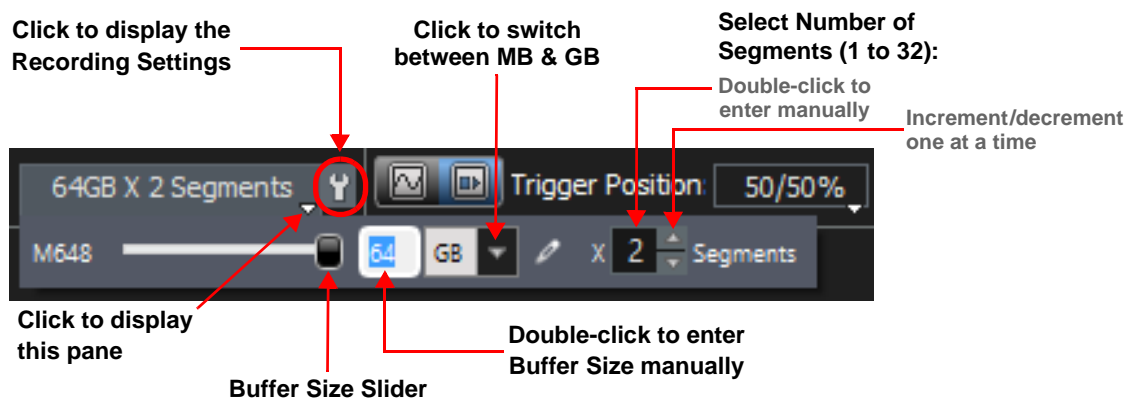 Click to display the
Recording Settings
Click to switch
between MB & GB
Select Number of
Segments (1 to 32):
Double-click to
enter manually
Increment/decrement
one at a time
64GB X 2 Segments
Trigger Position:
50/50%
M648
64
GB
X
2
Segments
Click to display
this pane
Buffer Size Slider
Double-click to enter
Buffer Size manually